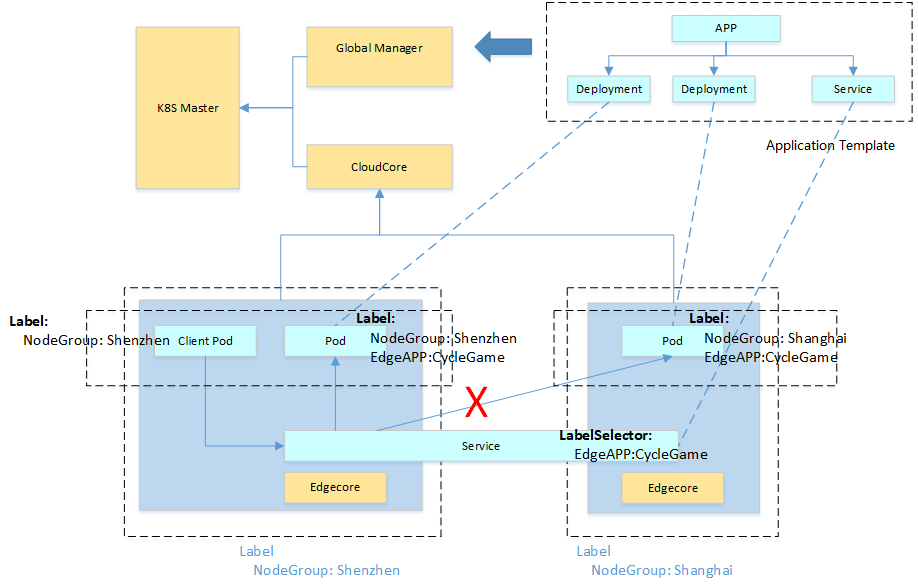 APP
Global Manager
K8S Master
Deployment
Deployment
Service
Application Template
CloudCore
Label:
NodeGroup: Shenzhen
Client Pod
Pod
Label:
NodeGroup: Shenzhen
EdgeAPP:CycleGame
Pod
Label:
NodeGroup: Shanghai
EdgeAPP:CycleGame
X
Service
LabelSelector:
EdgeAPP:CycleGame
Edgecore
Edgecore
Label
NodeGroup: Shenzhen
Label
NodeGroup: Shanghai